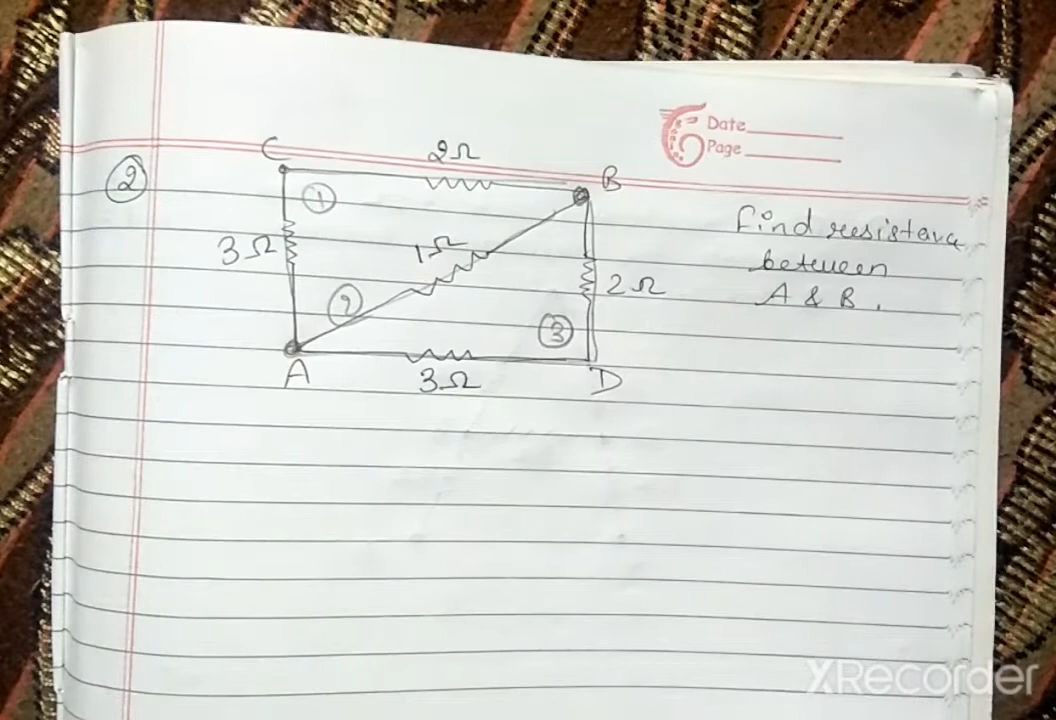 Date
Page
②
C
2Ω
B
①
3Ω
1Ω
②
2Ω
③
A
3Ω
D
Find resistance
between
A & B.
XRecorder